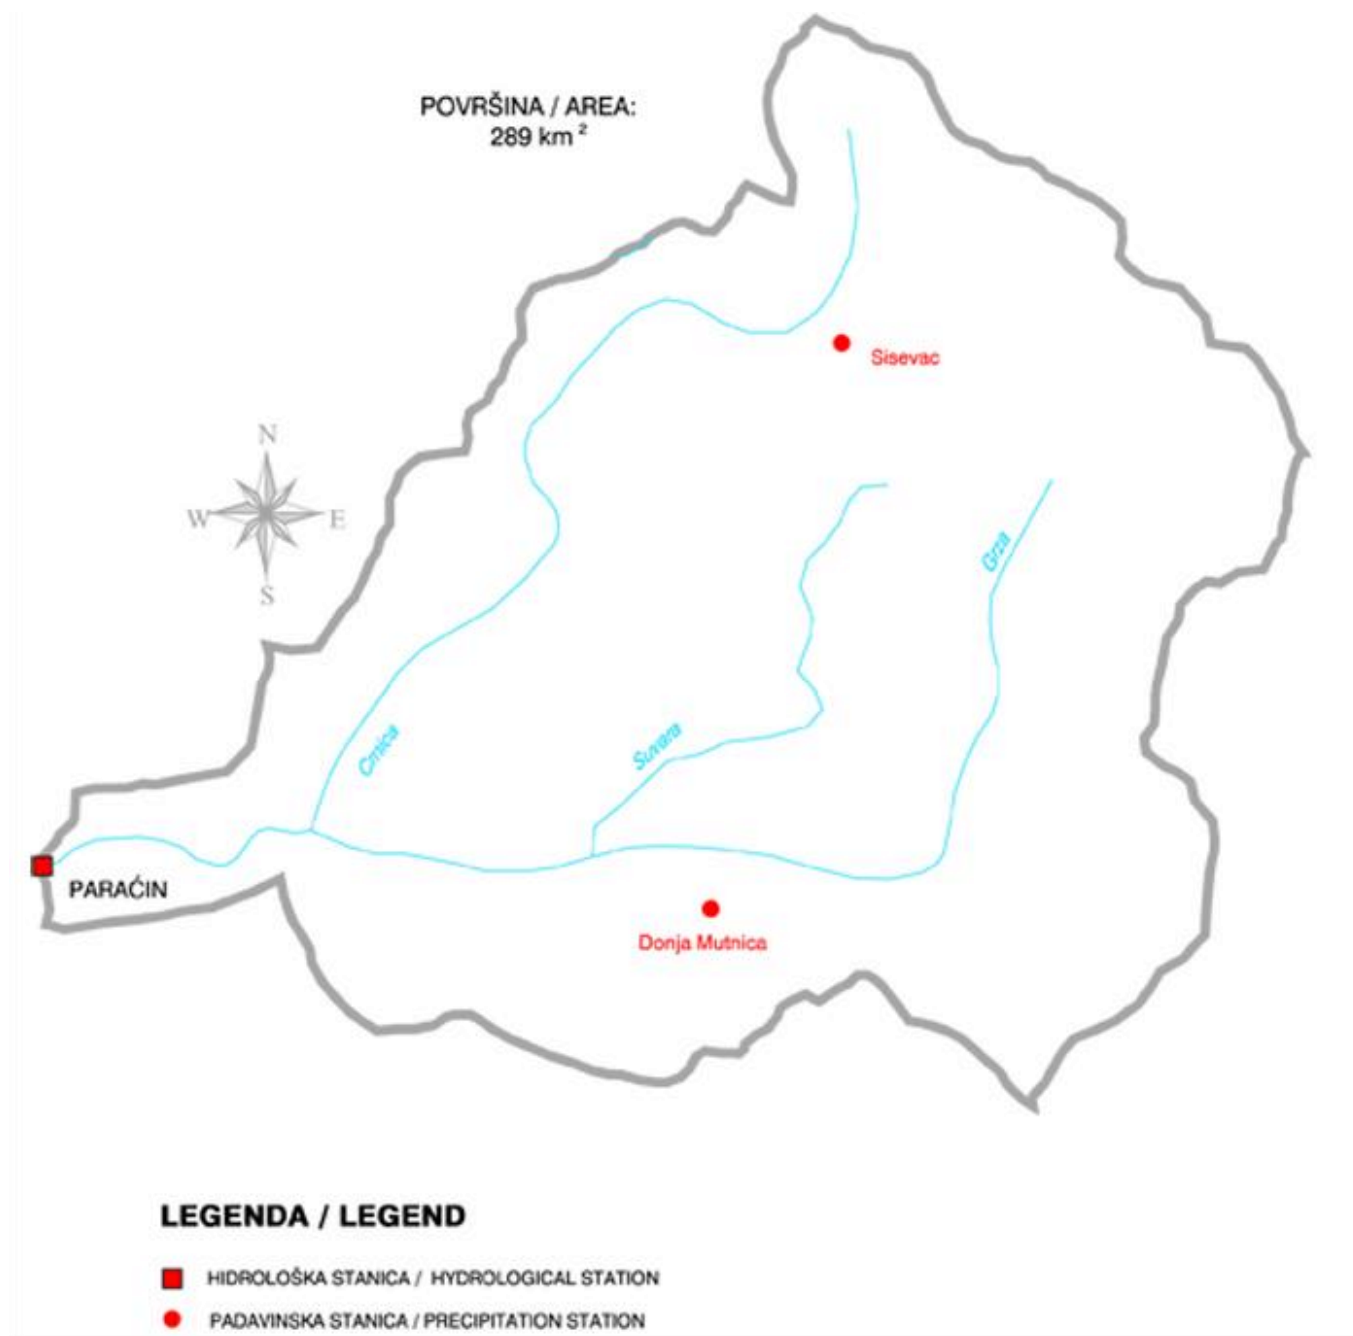 POVRŠINA / AREA:
289 km²
Sisevac
N
W E
S
Grza
Crnica
Suvara
PARAĆIN
Donja Mutnica
LEGENDA / LEGEND
HIDROLOŠKA STANICA / HYDROLOGICAL STATION
PADAVINSKA STANICA / PRECIPITATION STATION